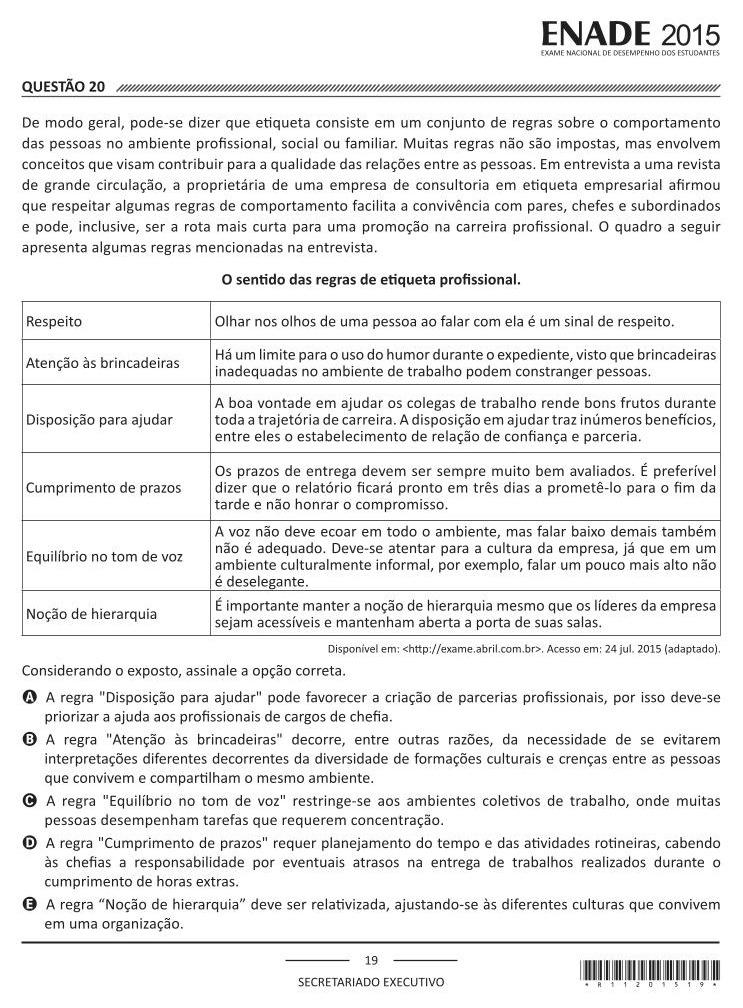 ENADE 2015
EXAME NACIONAL DE DESEMPENHO DOS ESTUDANTES
QUESTÃO 20
De modo geral, pode-se dizer que etiqueta consiste em um conjunto de regras sobre o comportamento
das pessoas no ambiente profissional, social ou familiar. Muitas regras não são impostas, mas envolvem
conceitos que visam contribuir para a qualidade das relações entre as pessoas. Em entrevista a uma revista
de grande circulação, a proprietária de uma empresa de consultoria em etiqueta empresarial afirmou
que respeitar algumas regras de comportamento facilita a convivência com pares, chefes e subordinados
e pode, inclusive, ser a rota mais curta para uma promoção na carreira profissional. O quadro a seguir
apresenta algumas regras mencionadas na entrevista.
O sentido das regras de etiqueta profissional.
Respeito
Olhar nos olhos de uma pessoa ao falar com ela é um sinal de respeito.
Atenção às brincadeiras
Há um limite para o uso do humor durante o expediente, visto que brincadeiras
inadequadas no ambiente de trabalho podem constranger pessoas.
Disposição para ajudar
A boa vontade em ajudar os colegas de trabalho rende bons frutos durante
toda a trajetória de carreira. A disposição em ajudar traz inúmeros benefícios,
entre eles o estabelecimento de relação de confiança e parceria.
Cumprimento de prazos
Os prazos de entrega devem ser sempre muito bem avaliados. É preferível
dizer que o relatório ficará pronto em três dias a prometê-lo para o fim da
tarde e não honrar o compromisso.
Equilíbrio no tom de voz
A voz não deve ecoar em todo o ambiente, mas falar baixo demais também
não é adequado. Deve-se atentar para a cultura da empresa, já que em um
ambiente culturalmente informal, por exemplo, falar um pouco mais alto não
é deselegante.
Noção de hierarquia
É importante manter a noção de hierarquia mesmo que os líderes da empresa
sejam acessíveis e mantenham aberta a porta de suas salas.
Disponível em: <http://exame.abril.com.br>. Acesso em: 24 jul. 2015 (adaptado).
Considerando o exposto, assinale a opção correta.
A A regra "Disposição para ajudar" pode favorecer a criação de parcerias profissionais, por isso deve-se
priorizar a ajuda aos profissionais de cargos de chefia.
B A regra "Atenção às brincadeiras" decorre, entre outras razões, da necessidade de se evitarem
interpretações diferentes decorrentes da diversidade de formações culturais e crenças entre as pessoas
que convivem e compartilham o mesmo ambiente.
C A regra "Equilíbrio no tom de voz" restringe-se aos ambientes coletivos de trabalho, onde muitas
pessoas desempenham tarefas que requerem concentração.
D A regra "Cumprimento de prazos" requer planejamento do tempo e das atividades rotineiras, cabendo
às chefias a responsabilidade por eventuais atrasos na entrega de trabalhos realizados durante o
cumprimento de horas extras.
E A regra “Noção de hierarquia” deve ser relativizada, ajustando-se às diferentes culturas que convivem
em uma organização.
19
SECRETARIADO EXECUTIVO
* R 1 1 2 0 1 5 1 9 *